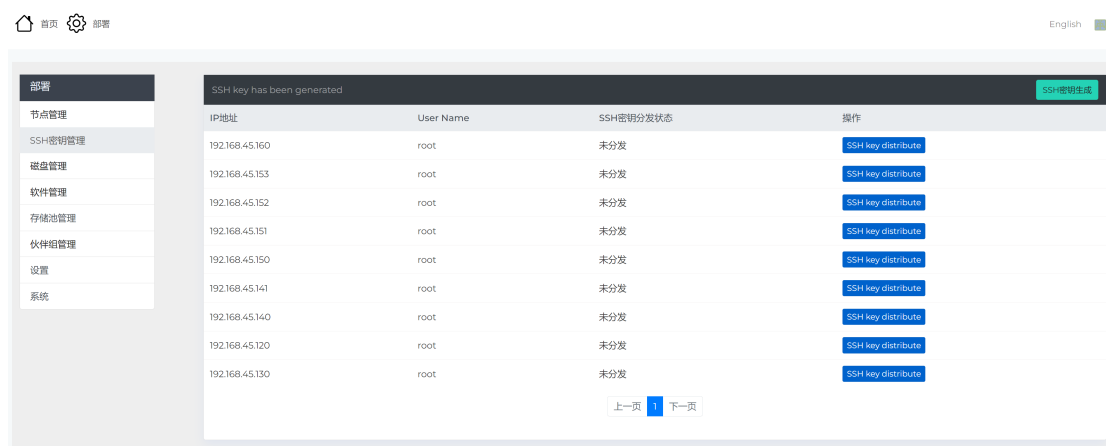 首页 部署 English
部署
节点管理
SSH密钥管理
磁盘管理
软件管理
存储池管理
伙伴组管理
设置
系统
SSH key has been generated SSH密钥生成
IP地址 User Name SSH密钥分发状态 操作
192.168.45.160 root 未分发 SSH key distribute
192.168.45.153 root 未分发 SSH key distribute
192.168.45.152 root 未分发 SSH key distribute
192.168.45.151 root 未分发 SSH key distribute
192.168.45.150 root 未分发 SSH key distribute
192.168.45.141 root 未分发 SSH key distribute
192.168.45.140 root 未分发 SSH key distribute
192.168.45.120 root 未分发 SSH key distribute
192.168.45.130 root 未分发 SSH key distribute
上一页 1 下一页